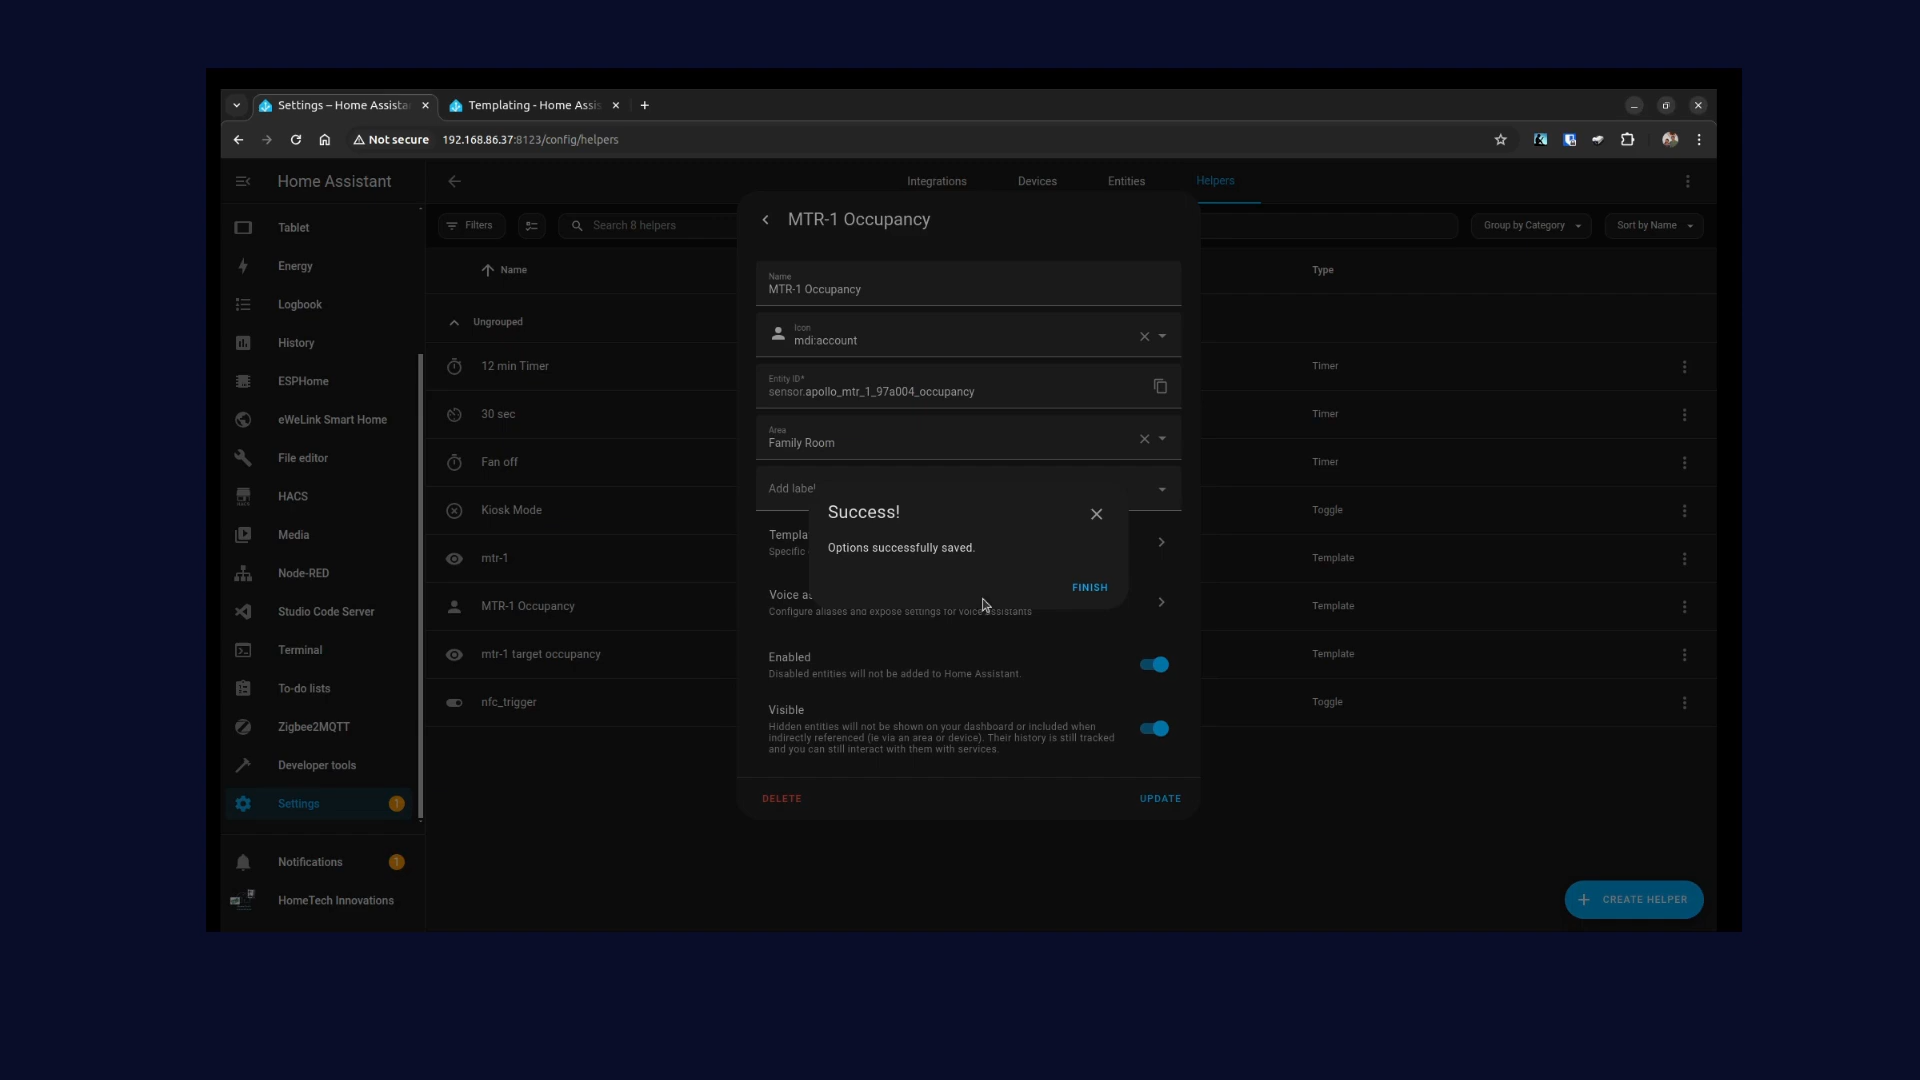 Settings – Home Assista
Templating - Home Assis
Not secure
192.168.86.37:8123/config/helpers
Home Assistant
Integrations
Devices
Entities
Helpers
Tablet
Energy
Logbook
History
ESPHome
eWeLink Smart Home
File editor
HACS
Media
Node-RED
Studio Code Server
Terminal
To-do lists
Zigbee2MQTT
Developer tools
Settings
1
Notifications
1
HomeTech Innovations
Filters
Search 8 helpers
Group by Category
Sort by Name
Name
Type
Ungrouped
12 min Timer
Timer
30 sec
Timer
Fan off
Timer
Kiosk Mode
Toggle
mtr-1
Template
MTR-1 Occupancy
Template
mtr-1 target occupancy
Template
nfc_trigger
Toggle
MTR-1 Occupancy
Name
MTR-1 Occupancy
Icon
mdi:account
Entity ID*
sensor.apollo_mtr_1_97a004_occupancy
Area
Family Room
Add label
Templa
Specific
Success!
Options successfully saved.
FINISH
Voice as
Configure aliases and expose settings for voice assistants
Enabled
Disabled entities will not be added to Home Assistant.
Visible
Hidden entities will not be shown on your dashboard or included when
indirectly referenced (ie via an area or device). Their history is still tracked
and you can still interact with them with services.
DELETE
UPDATE
CREATE HELPER